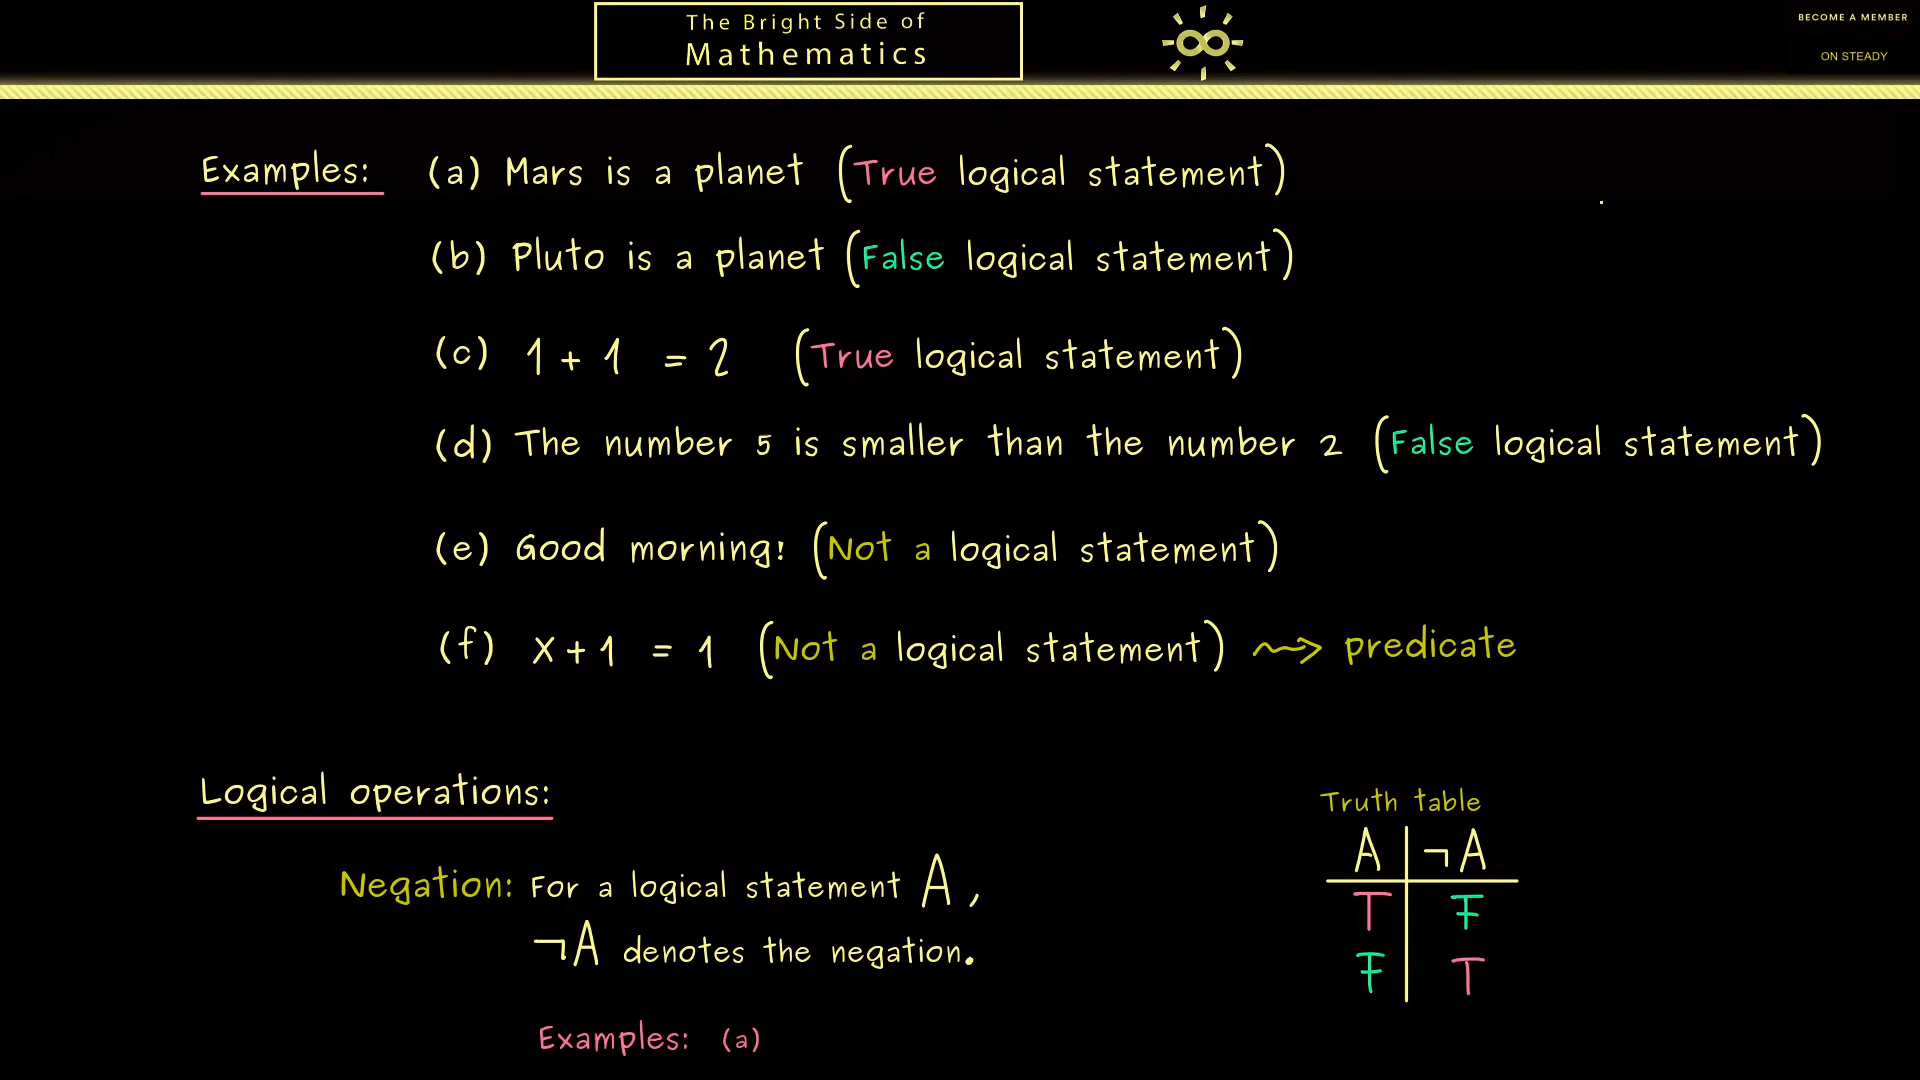 The Bright Side of
Mathematics
BECOME A MEMBER
ON STEADY
Examples: (a) Mars is a planet (True logical statement)
(b) Pluto is a planet (False logical statement)
(c) 1 + 1 = 2 (True logical statement)
(d) The number 5 is smaller than the number 2 (False logical statement)
(e) Good morning! (Not a logical statement)
(f) X + 1 = 1 (Not a logical statement) ⇝ predicate
Logical operations:
Negation: For a logical statement A ,
¬A denotes the negation.
Examples: (a)
Truth table
A ¬A
T F
F T